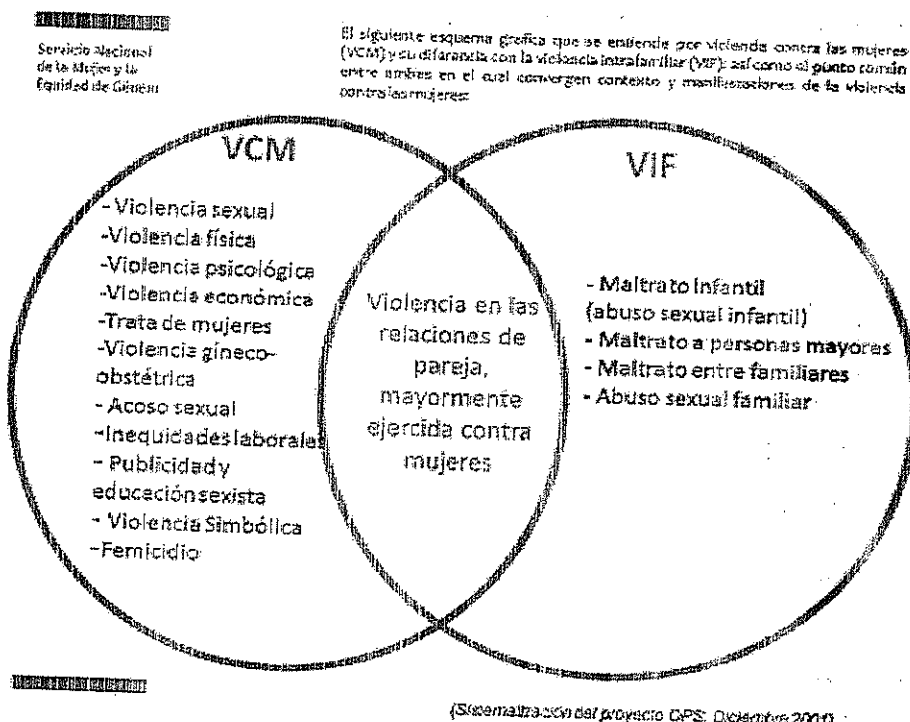 Servicio Nacional
de la Mujer y la
Equidad de Género
El siguiente esquema grafica que se entiende por violencia contra las mujeres
(VCM) y su diferencia con la violencia intrafamiliar (VIF); así como el punto común
entre ambas en el cual convergen contexto y manifestaciones de la violencia
contra las mujeres:
VCM
- Violencia sexual
-Violencia física
-Violencia psicológica
-Violencia económica
-Trata de mujeres
-Violencia gineco-
obstétrica
- Acoso sexual
-Inequidades laborales
- Publicidad y
educación sexista
- Violencia Simbólica
-Femicidio
Violencia en las
relaciones de
pareja,
mayormente
ejercida contra
mujeres
VIF
- Maltrato Infantil
(abuso sexual infantil)
- Maltrato a personas mayores
- Maltrato entre familiares
- Abuso sexual familiar
(Sistematización del proyecto OPS; Diciembre